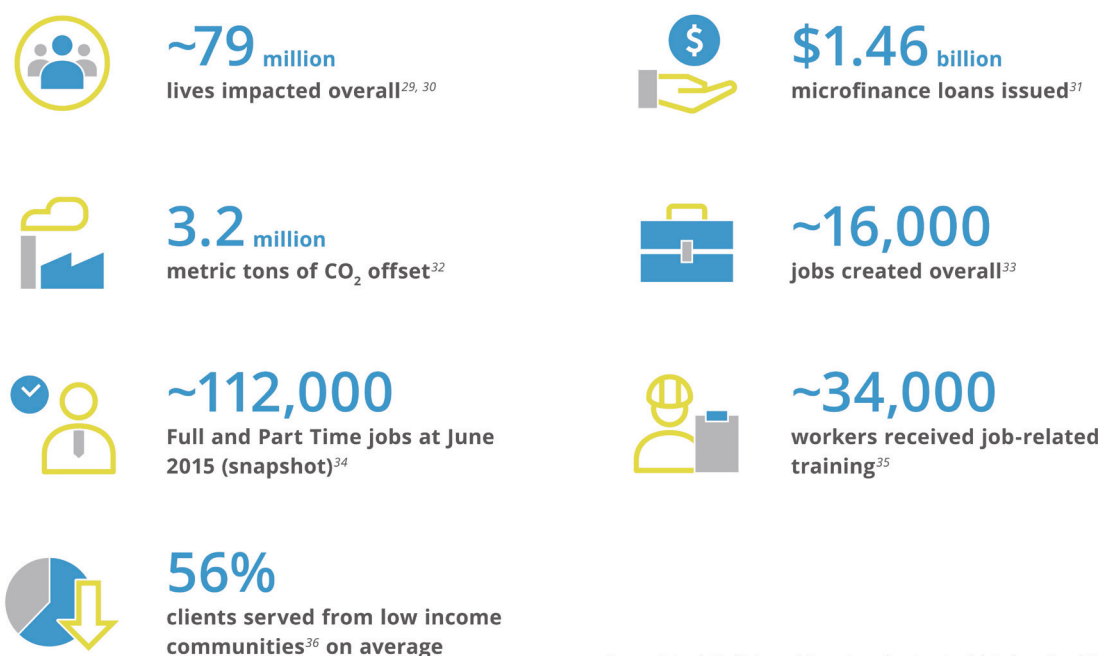 ~79 million
lives impacted overall29, 30
$1.46 billion
microfinance loans issued31
3.2 million
metric tons of CO2 offset32
~16,000
jobs created overall33
~112,000
Full and Part Time jobs at June
2015 (snapshot)34
~34,000
workers received job-related
training35
56%
clients served from low income
communities36 on average